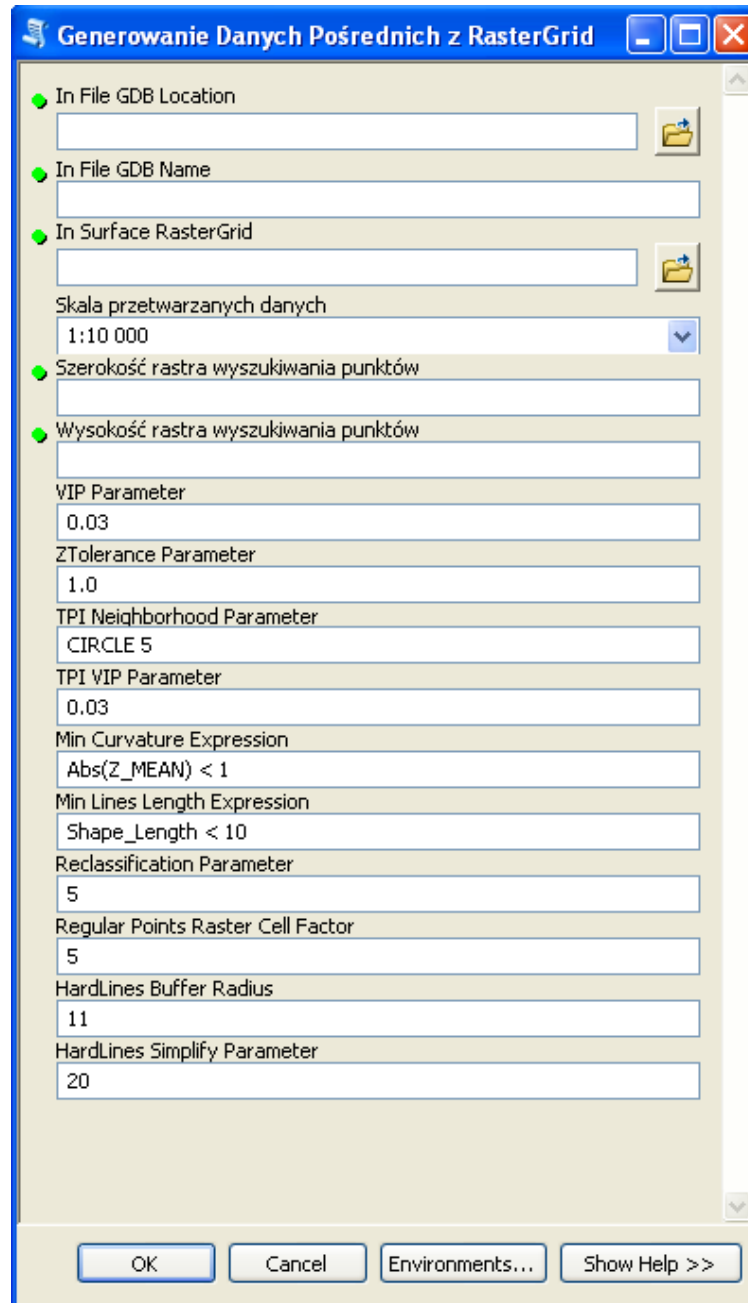 Generowanie Danych Pośrednich z RasterGrid
In File GDB Location
In File GDB Name
In Surface RasterGrid
Skala przetwarzanych danych
1:10 000
Szerokość rastra wyszukiwania punktów
Wysokość rastra wyszukiwania punktów
VIP Parameter
0.03
ZTolerance Parameter
1.0
TPI Neighborhood Parameter
CIRCLE 5
TPI VIP Parameter
0.03
Min Curvature Expression
Abs(Z_MEAN) < 1
Min Lines Length Expression
Shape_Length < 10
Reclassification Parameter
5
Regular Points Raster Cell Factor
5
HardLines Buffer Radius
11
HardLines Simplify Parameter
20
OK Cancel Environments... Show Help >>